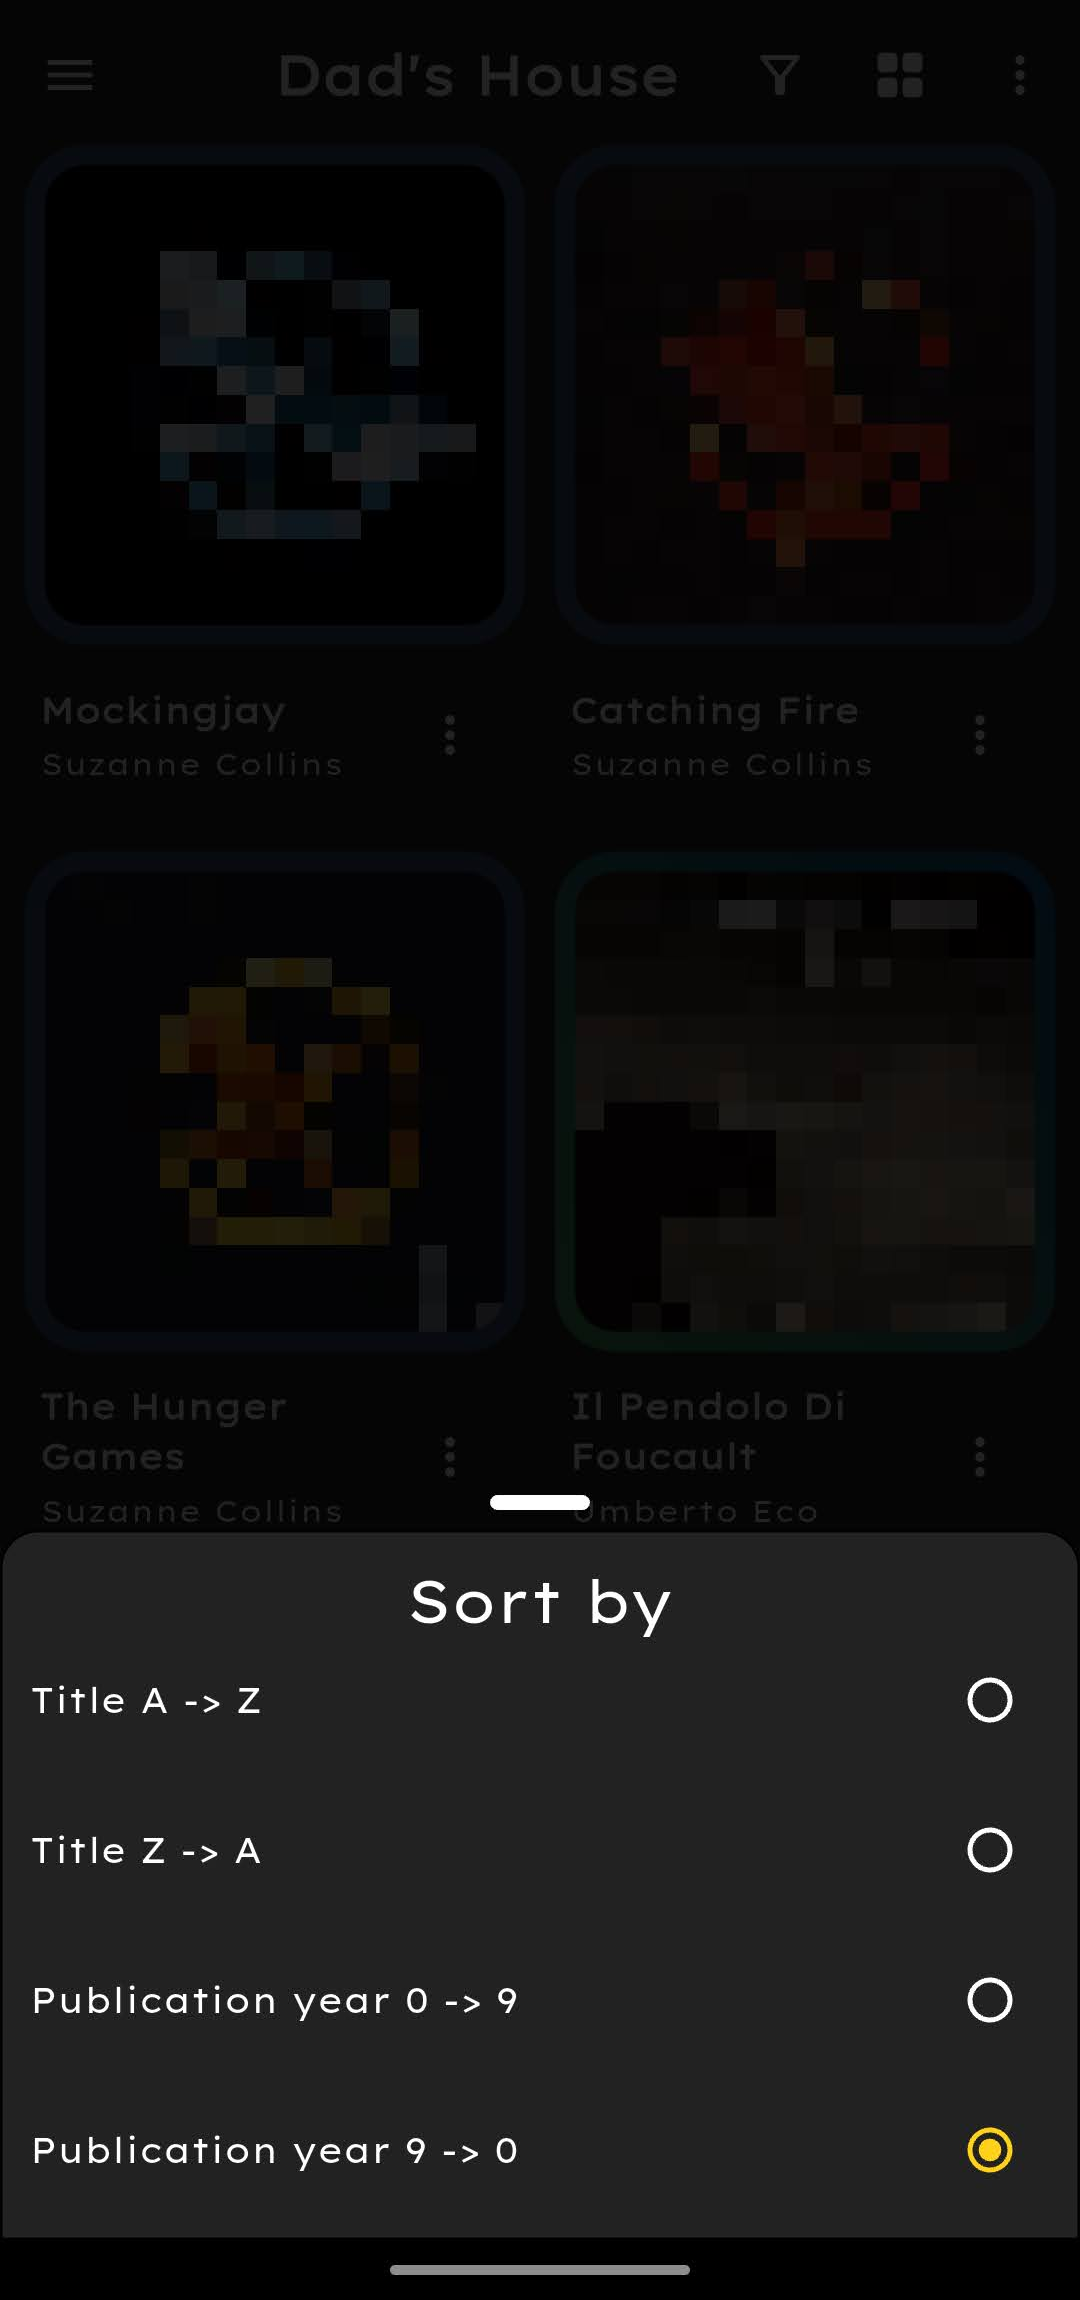 Dad's House
Mockingjay
Suzanne Collins
Catching Fire
Suzanne Collins
The Hunger
Games
Suzanne Collins
Il Pendolo Di
Foucault
Umberto Eco
Sort by
Title A -> Z
Title Z -> A
Publication year 0 -> 9
Publication year 9 -> 0